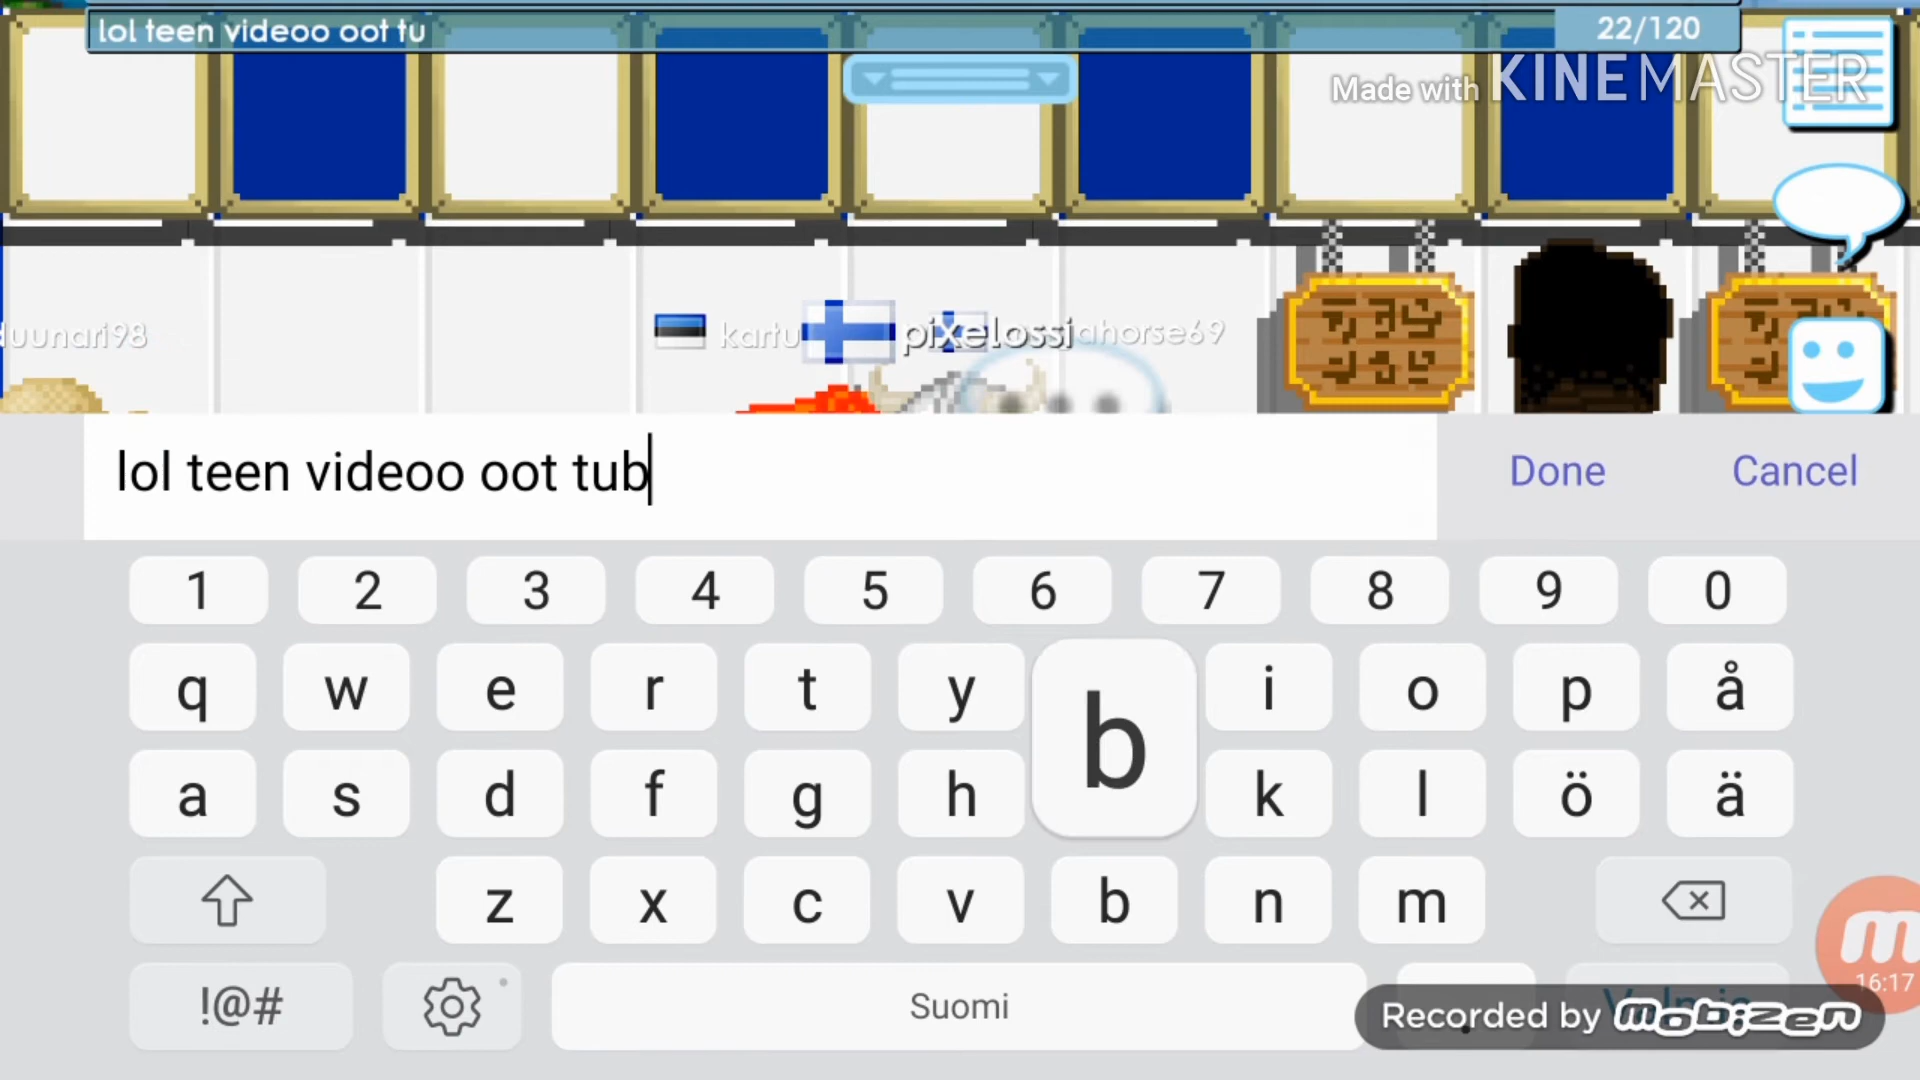 lol teen videoo oot tu
22/120
Made with KINEMASTER
duunari98
kartu
pixelossi
ahorse69
lol teen videoo oot tub
Done
Cancel
1 2 3 4 5 6 7 8 9 0
q w e r t y b i o p å
a s d f g h k l ö ä
z x c v b n m
16:17
!@#
Suomi
Recorded by mobizen